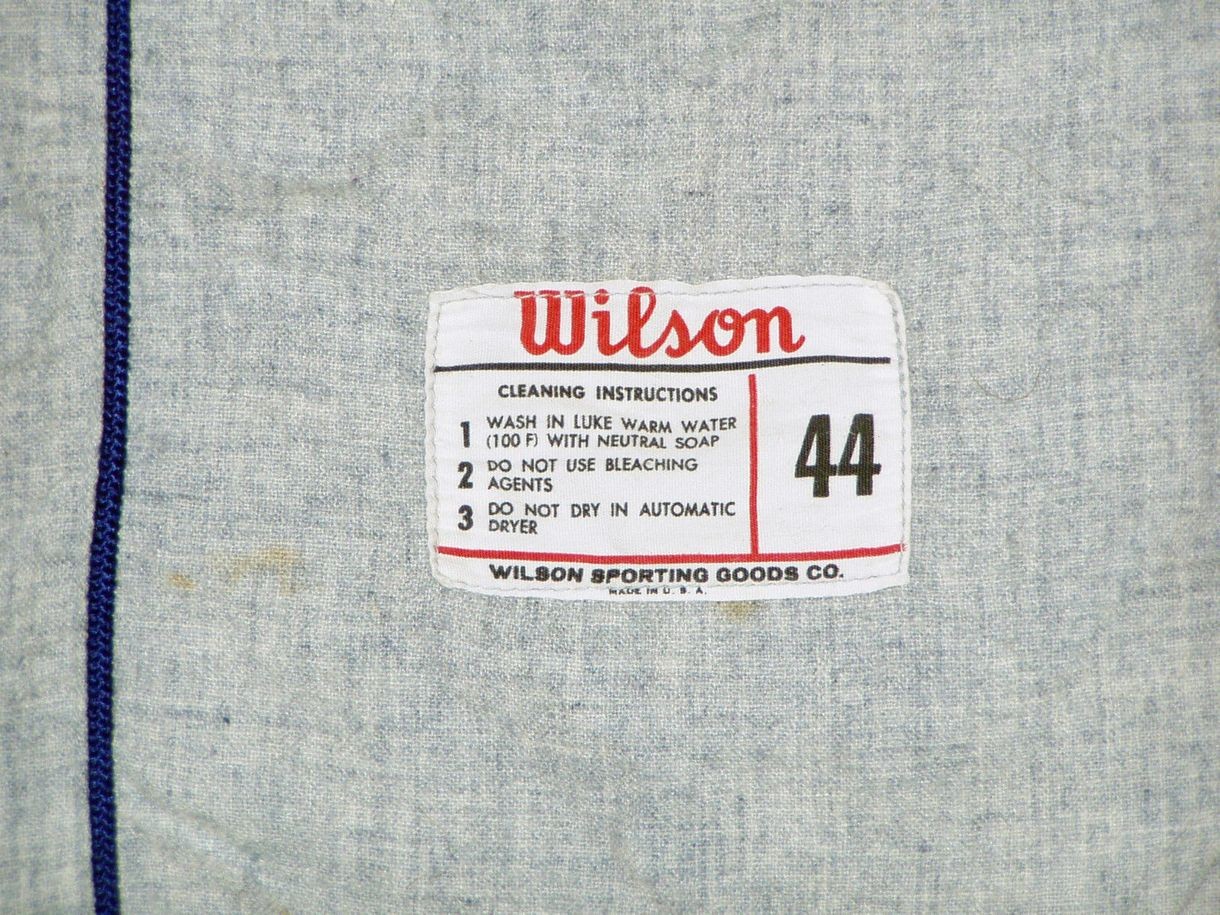 Wilson
CLEANING INSTRUCTIONS
1 WASH IN LUKE WARM WATER
(100 F) WITH NEUTRAL SOAP
2 DO NOT USE BLEACHING
AGENTS
3 DO NOT DRY IN AUTOMATIC
DRYER
44
WILSON SPORTING GOODS CO.
MADE IN U. S. A.